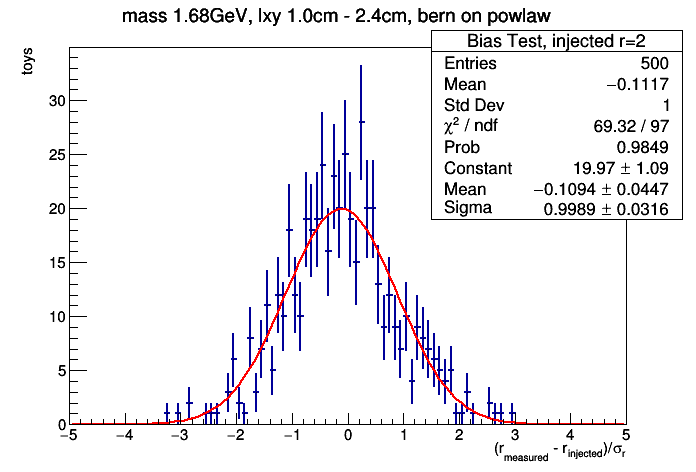 mass 1.68GeV, lxy 1.0cm - 2.4cm, bern on powlaw
toys
Bias Test, injected r=2
Entries 500
Mean −0.1117
Std Dev 1
χ² / ndf 69.32 / 97
Prob 0.9849
Constant 19.97 ± 1.09
Mean −0.1094 ± 0.0447
Sigma 0.9989 ± 0.0316
30
25
20
15
10
5
0
−5 −4 −3 −2 −1 0 1 2 3 4 5
(r_measured - r_injected)/σ_r